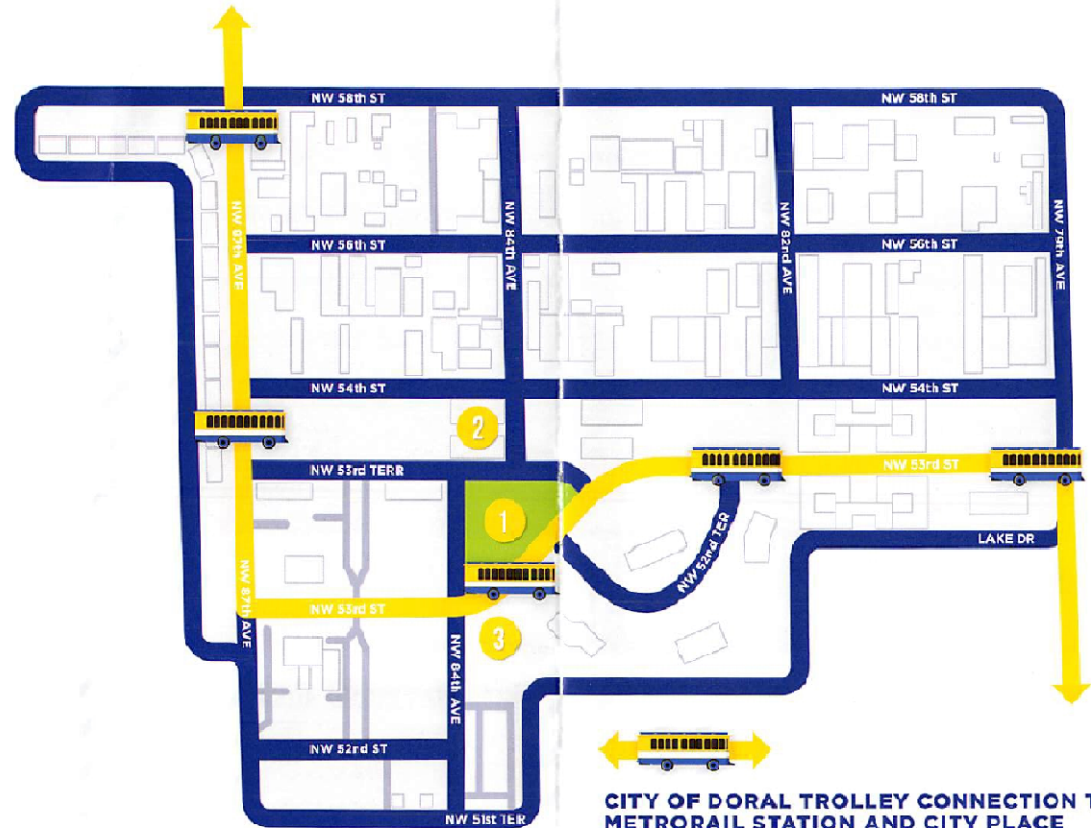 NW 58th ST
NW 58th ST
NW 87th AVE
NW 84th AVE
NW 82nd AVE
NW 79th AVE
NW 56th ST
NW 56th ST
NW 54th ST
NW 54th ST
2
NW 53rd TERR
NW 53rd ST
1
NW 52nd TER
LAKE DR
NW 87th AVE
NW 53rd ST
3
NW 84th AVE
NW 52nd ST
NW 51st TER
CITY OF DORAL TROLLEY CONNECTION T
METRORAIL STATION AND CITY PLACE